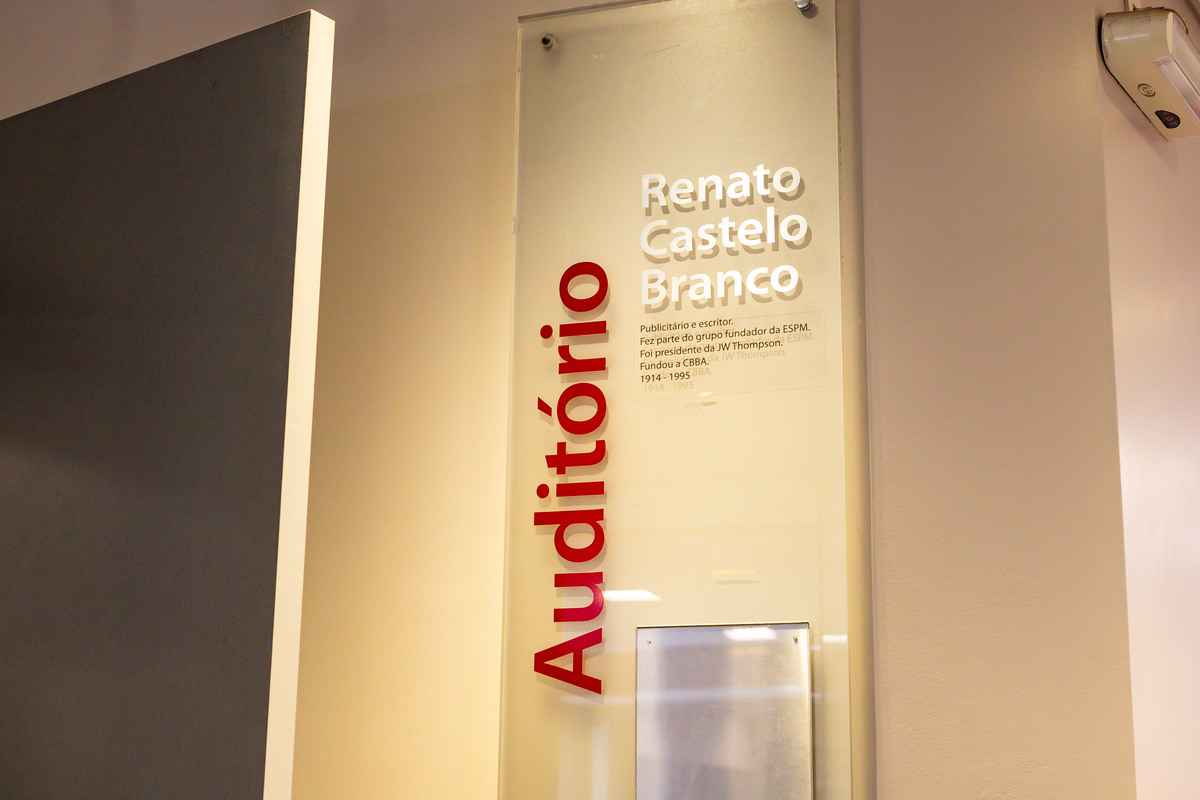 Auditório
Renato
Castelo
Branco
Publicitário e escritor.
Fez parte do grupo fundador da ESPM.
Foi presidente da JW Thompson.
Fundou a CBBA.
1914 - 1995